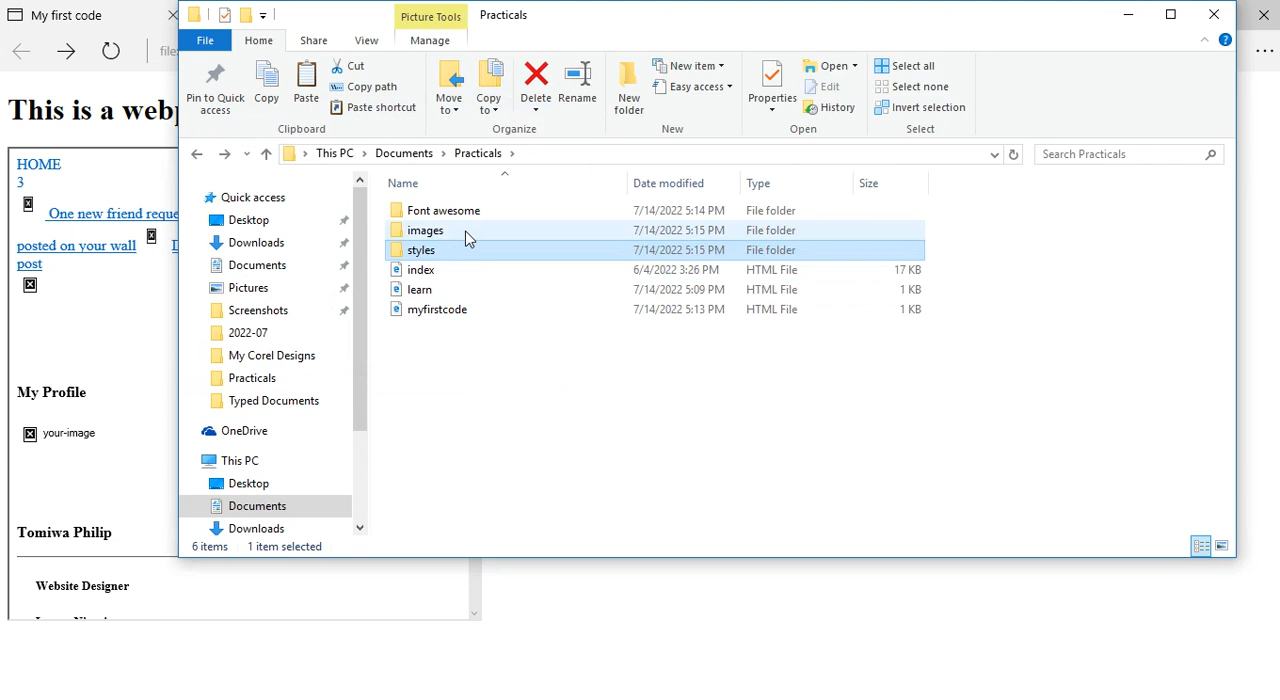 My first code
file
This is a web
HOME
3
One new friend reque
posted on your wall
post
My Profile
your-image
Tomiwa Philip
Website Designer
Picture Tools
Practicals
File
Home
Share
View
Manage
Pin to Quick access
Copy
Paste
Cut
Copy path
Paste shortcut
Clipboard
Move to
Copy to
Delete
Rename
Organize
New folder
New item
Easy access
New
Properties
Open
Edit
History
Open
Select all
Select none
Invert selection
Select
This PC > Documents > Practicals >
Search Practicals
Quick access
Desktop
Downloads
Documents
Pictures
Screenshots
2022-07
My Corel Designs
Practicals
Typed Documents
OneDrive
This PC
Desktop
Documents
Downloads
Name Date modified Type Size
Font awesome 7/14/2022 5:14 PM File folder
images 7/14/2022 5:15 PM File folder
styles 7/14/2022 5:15 PM File folder
index 6/4/2022 3:26 PM HTML File 17 KB
learn 7/14/2022 5:09 PM HTML File 1 KB
myfirstcode 7/14/2022 5:13 PM HTML File 1 KB
6 items 1 item selected